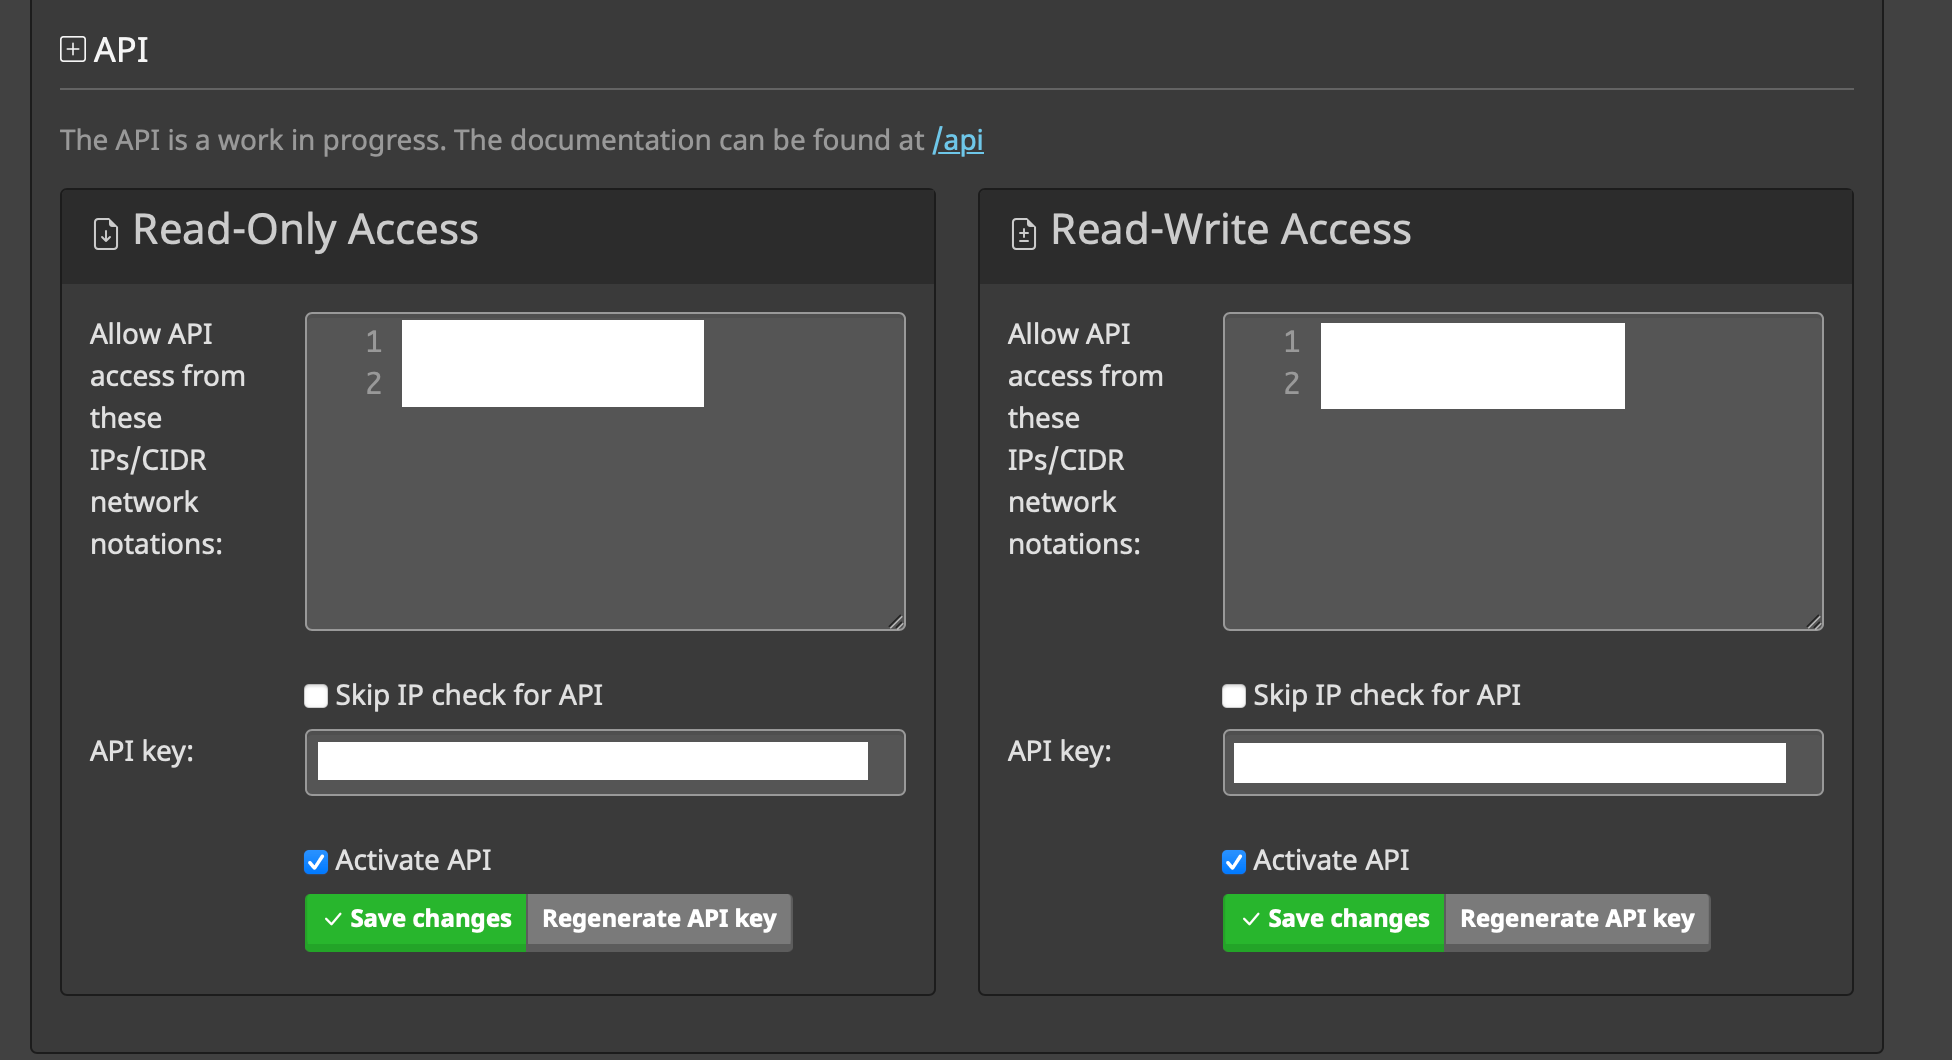 API
The API is a work in progress. The documentation can be found at /api
Read-Only Access
Allow API
access from
these
IPs/CIDR
network
notations:
1
2
Skip IP check for API
API key:
Activate API
Save changes
Regenerate API key
Read-Write Access
Allow API
access from
these
IPs/CIDR
network
notations:
1
2
Skip IP check for API
API key:
Activate API
Save changes
Regenerate API key